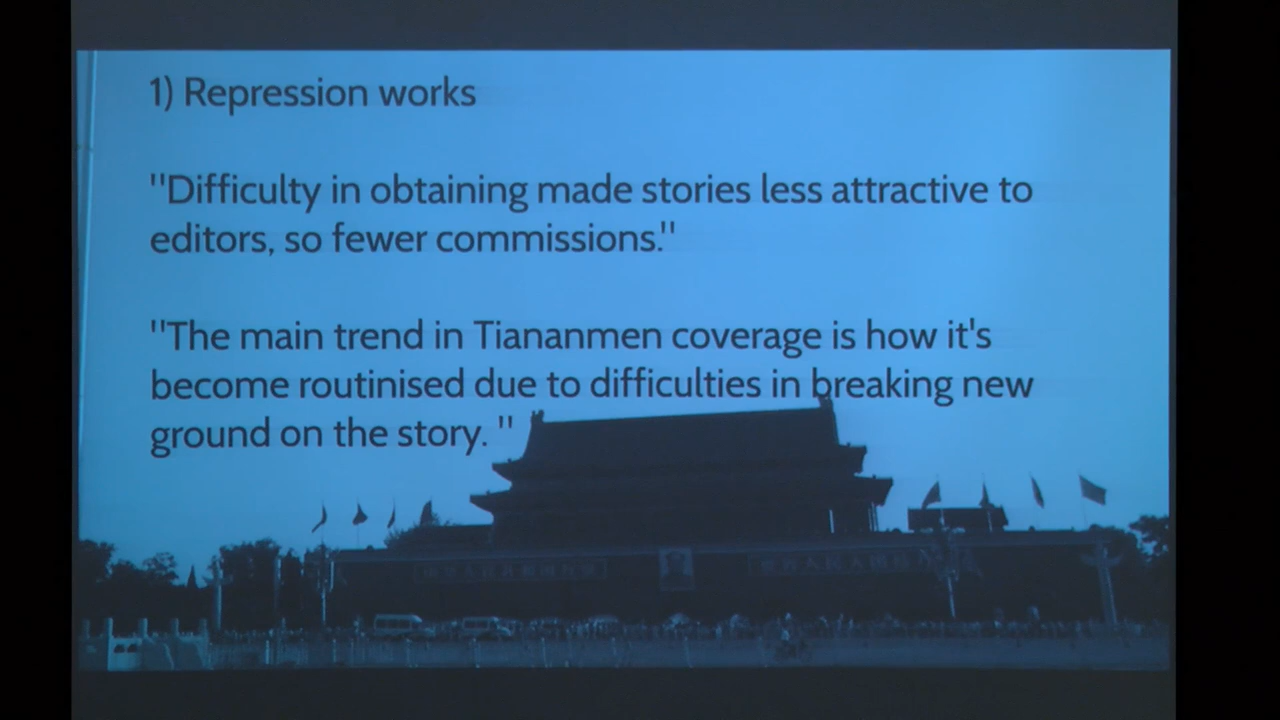 1) Repression works
"Difficulty in obtaining made stories less attractive to
editors, so fewer commissions."
"The main trend in Tiananmen coverage is how it's
become routinised due to difficulties in breaking new
ground on the story. "